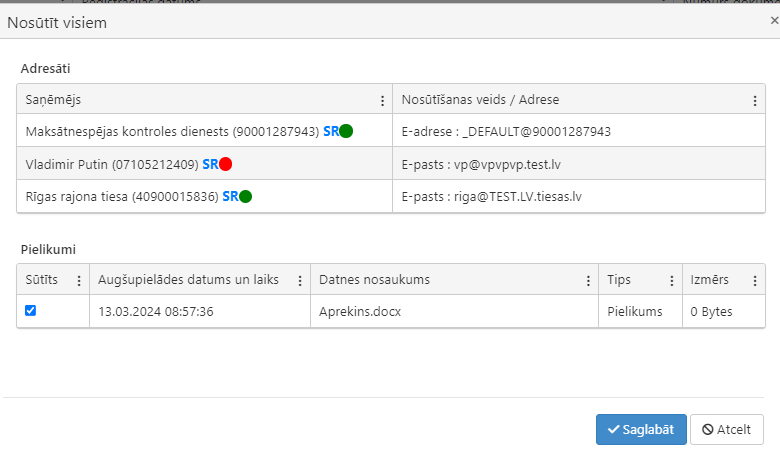 Nosūtīt visiem
Adresāti
Saņēmējs Nosūtīšanas veids / Adrese
Maksātnespējas kontroles dienests (90001287943) SR E-adrese : _DEFAULT@90001287943
Vladimir Putin (07105212409) SR E-pasts : vp@vpvpvp.test.lv
Rīgas rajona tiesa (40900015836) SR E-pasts : riga@TEST.LV.tiesas.lv
Pielikumi
Sūtīts Augšupielādes datums un laiks Datnes nosaukums Tips Izmērs
13.03.2024 08:57:36 Aprekins.docx Pielikums 0 Bytes
Saglabāt Atcelt